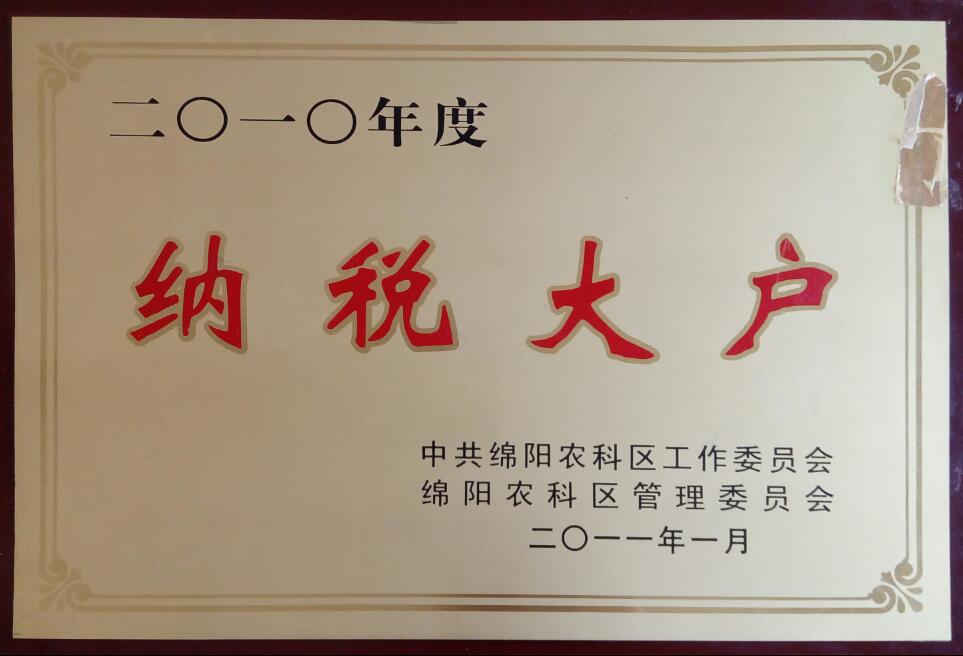 二〇一〇年度
纳税大户
中共绵阳农科区工作委员会
绵阳农科区管理委员会
二〇一一年一月